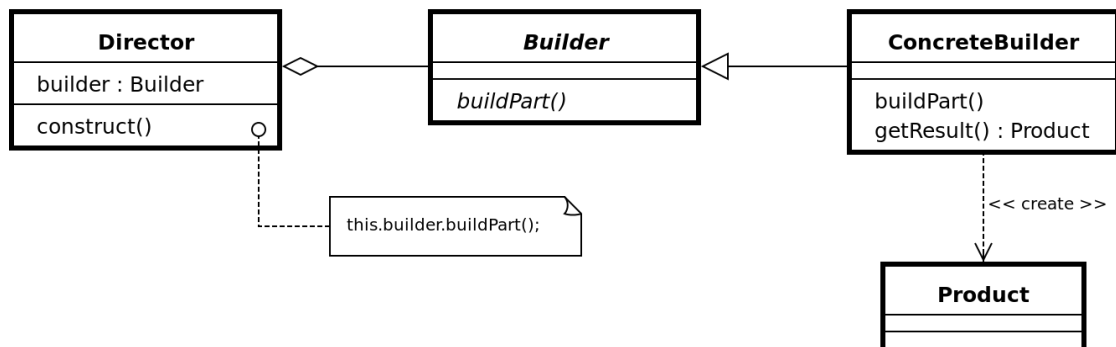 Director
builder : Builder
construct()
Builder
buildPart()
ConcreteBuilder
buildPart()
getResult() : Product
this.builder.buildPart();
<< create >>
Product